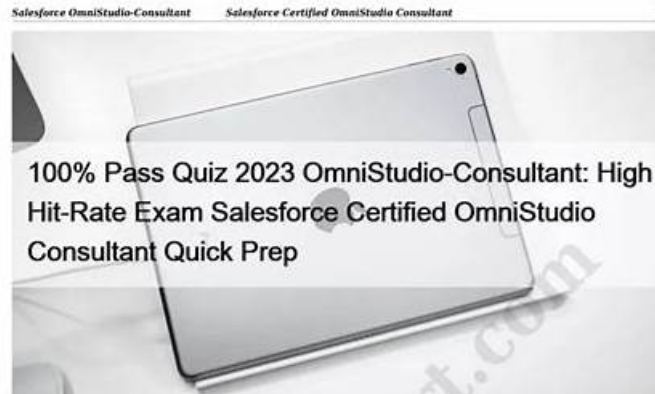 Salesforce OmniStudio-Consultant Salesforce Certified OmniStudio Consultant
100% Pass Quiz 2023 OmniStudio-Consultant: High
Hit-Rate Exam Salesforce Certified OmniStudio
Consultant Quick Prep
t.com